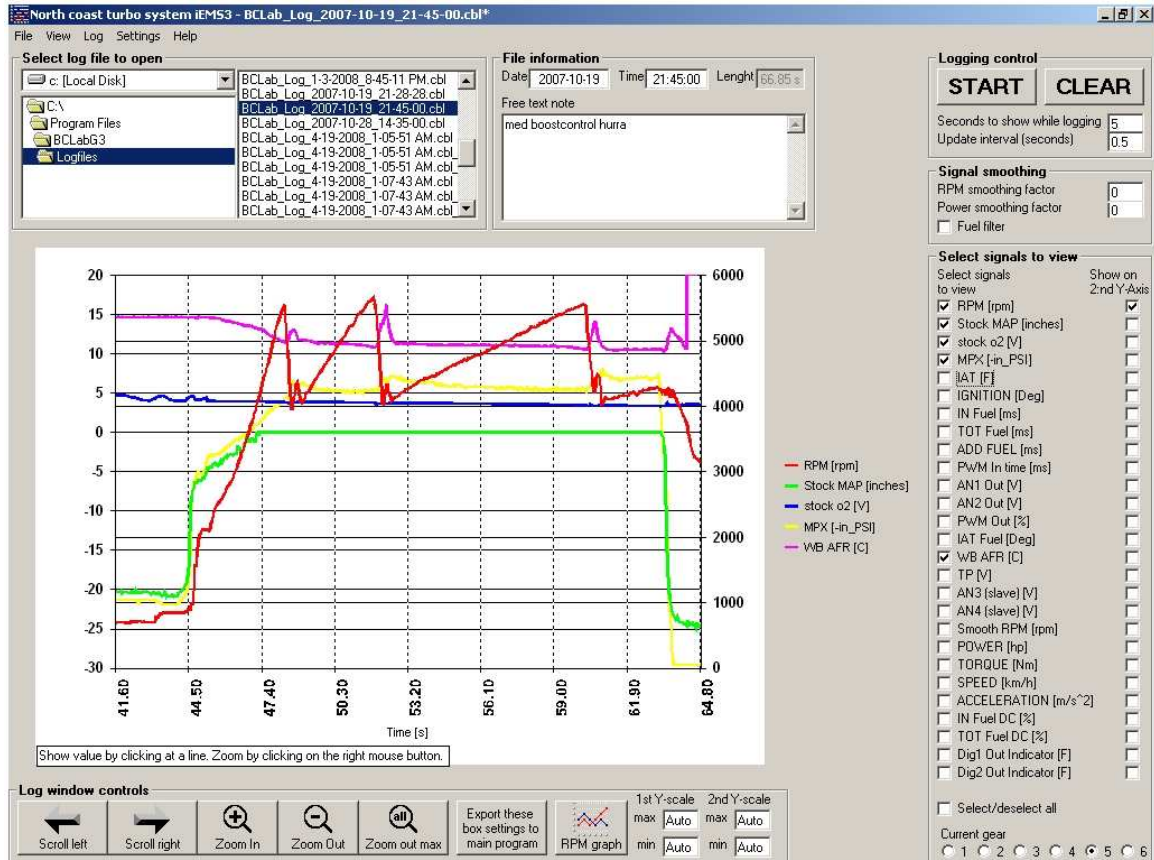 North coast turbo system iEMS3 - BCLab_Log_2007-10-19_21-45-00.cbl*
File View Log Settings Help
Select log file to open
c: [Local Disk]
C:\
Program Files
BCLabG3
Logfiles
BCLab_Log_1-3-2008_8-45-11 PM.cbl
BCLab_Log_2007-10-19_21-28-28.cbl
BCLab_Log_2007-10-19_21-45-00.cbl
BCLab_Log_2007-10-28_14-35-00.cbl
BCLab_Log_4-19-2008_1-05-51 AM.cbl
BCLab_Log_4-19-2008_1-05-51 AM.cbl_
BCLab_Log_4-19-2008_1-05-51 AM.cbl_
BCLab_Log_4-19-2008_1-07-43 AM.cbl
BCLab_Log_4-19-2008_1-07-43 AM.cbl_
BCLab_Log_4-19-2008_1-07-43 AM.cbl_
File information
Date 2007-10-19 Time 21:45:00 Lenght 66.85 s
Free text note
med boostcontrol hurra
Logging control
START CLEAR
Seconds to show while logging 5
Update interval (seconds) 0.5
Signal smoothing
RPM smoothing factor 0
Power smoothing factor 0
Fuel filter
Select signals to view
Select signals Show on
to view 2:nd Y-Axis
RPM [rpm]
Stock MAP [inches]
stock o2 [V]
MPX [-in_PSI]
IAT [F]
IGNITION [Deg]
IN Fuel [ms]
TOT Fuel [ms]
ADD FUEL [ms]
PWM In time [ms]
AN1 Out [V]
AN2 Out [V]
PWM Out [%]
IAT Fuel [Deg]
WB AFR [C]
TP [V]
AN3 (slave) [V]
AN4 (slave) [V]
Smooth RPM [rpm]
POWER [hp]
TORQUE [Nm]
SPEED [km/h]
ACCELERATION [m/s^2]
IN Fuel DC [%]
TOT Fuel DC [%]
Dig1 Out Indicator [F]
Dig2 Out Indicator [F]
Select/deselect all
Current gear
1 2 3 4 5 6
20
15
10
5
0
-5
-10
-15
-20
-25
-30
6000
5000
4000
3000
2000
1000
0
41.60
44.50
47.40
50.30
53.20
56.10
59.00
61.90
64.80
Time [s]
RPM [rpm]
Stock MAP [inches]
stock o2 [V]
MPX [-in_PSI]
WB AFR [C]
Show value by clicking at a line. Zoom by clicking on the right mouse button.
Log window controls
Scroll left
Scroll right
Zoom In
Zoom Out
all
Zoom out max
Export these
box settings to
main program
RPM graph
1st Y-scale 2nd Y-scale
max Auto max Auto
min Auto min Auto